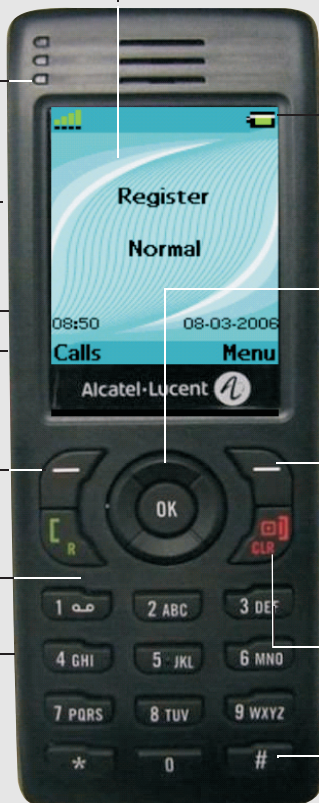 Register
Normal
08:50 08-03-2006
Calls Menu
Alcatel·Lucent
OK
R CLR
1 2 ABC 3 DEF
4 GHI 5 JKL 6 MNO
7 PQRS 8 TUV 9 WXYZ
* 0 #